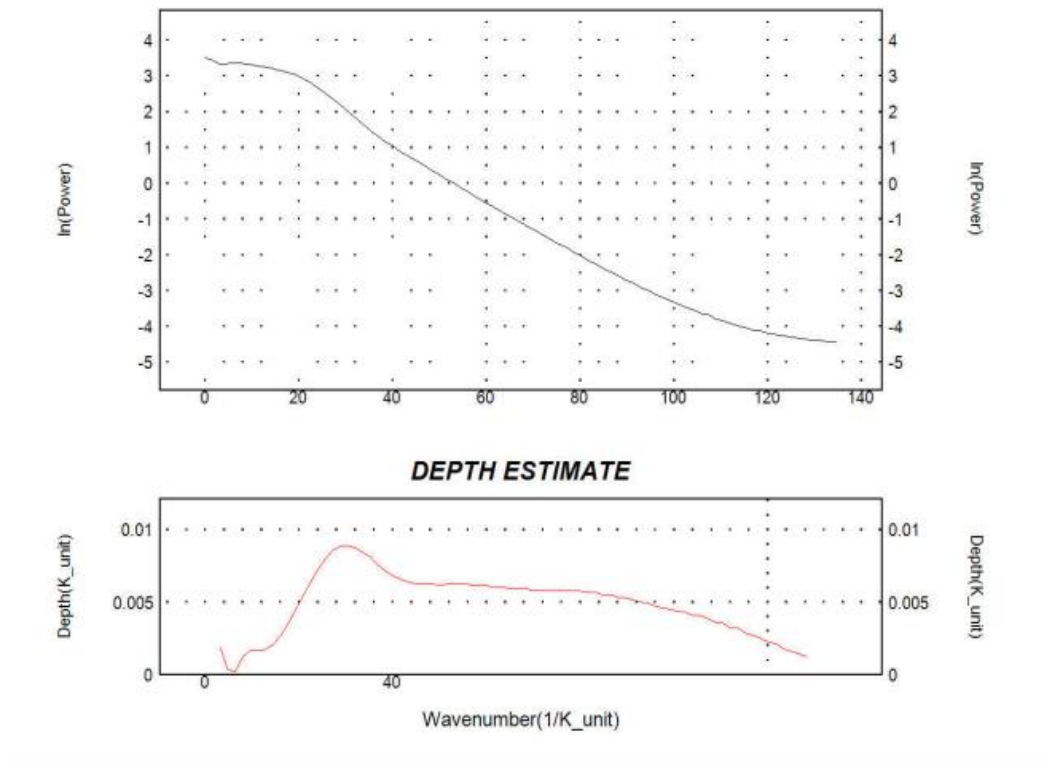 4 4
3 3
2 2
1 1
0 0
-1 -1
-2 -2
-3 -3
-4 -4
-5 -5
ln(Power) ln(Power)
0 20 40 60 80 100 120 140
DEPTH ESTIMATE
0.01 0.01
0.005 0.005
0 0
Depth(K_unit) Depth(K_unit)
0 40
Wavenumber(1/K_unit)